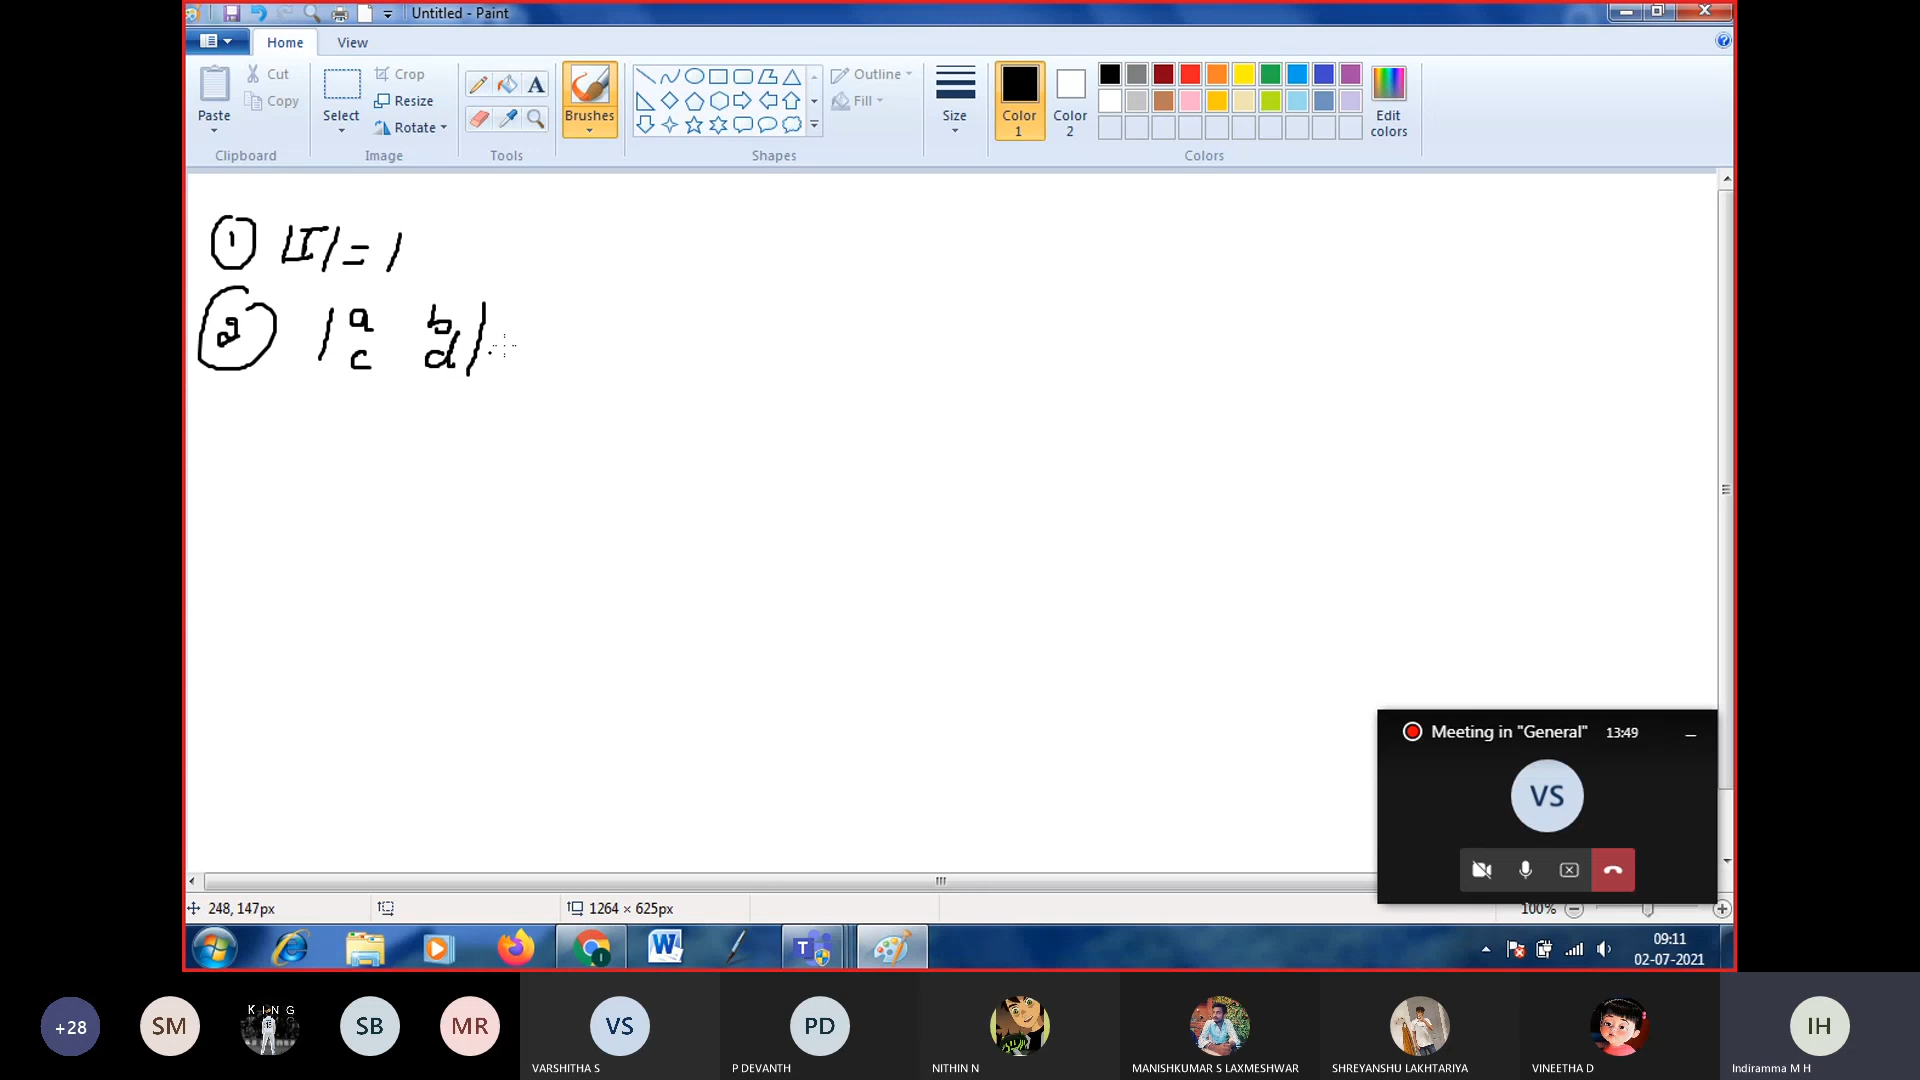 Untitled - Paint
Home View
Cut
Copy
Paste
Clipboard
Crop
Resize
Rotate
Select
Image
A
Tools
Brushes
Shapes
Outline
Fill
Size
Color 1
Color 2
Edit colors
Colors
① |I| = 1
② | a b |
c d
Meeting in "General" 13:49
VS
248, 147px
1264 × 625px
100%
09:11
02-07-2021
+28
SM
KING
SB
MR
VS
VARSHITHA S
PD
P DEVANTH
NITHIN N
MANISHKUMAR S LAXMESHWAR
SHREYANSHU LAKHTARIYA
VINEETHA D
IH
Indiramma M H